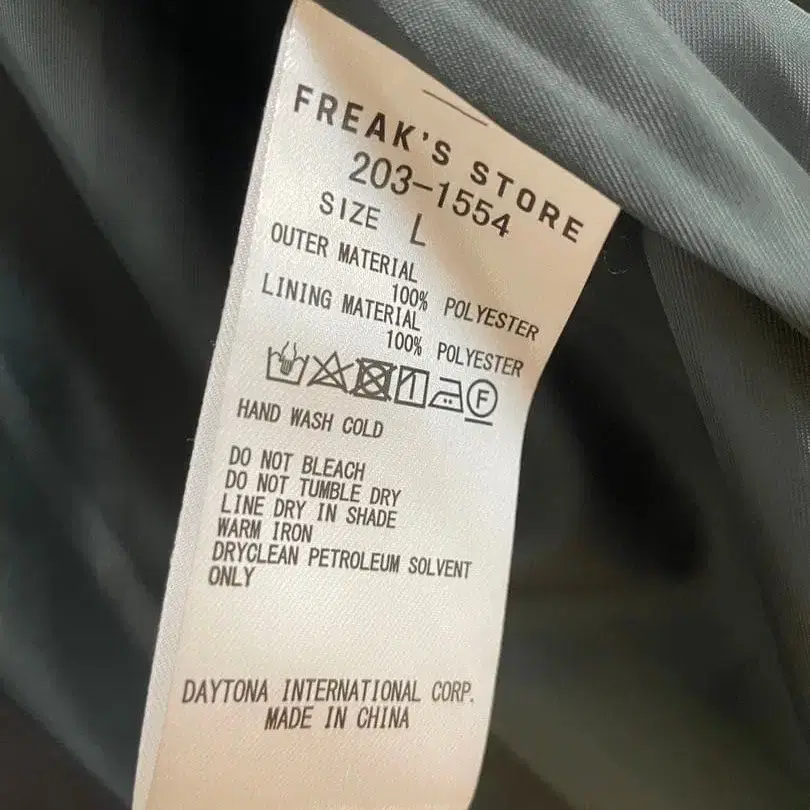 FREAK'S STORE
203-1554
SIZE L
OUTER MATERIAL
100% POLYESTER
LINING MATERIAL
100% POLYESTER
F
HAND WASH COLD
DO NOT BLEACH
DO NOT TUMBLE DRY
LINE DRY IN SHADE
WARM IRON
DRYCLEAN PETROLEUM SOLVENT
ONLY
DAYTONA INTERNATIONAL CORP.
MADE IN CHINA